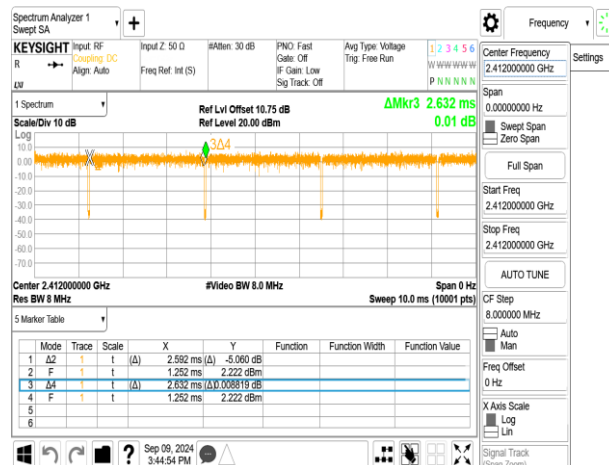 Spectrum Analyzer 1
Swept SA
Frequency
KEYSIGHT
R
Input: RF
Coupling: DC
Align: Auto
Input Z: 50 Ω
Freq Ref: Int (S)
#Atten: 30 dB
PNO: Fast
Gate: Off
IF Gain: Low
Sig Track: Off
Avg Type: Voltage
Trig: Free Run
1 2 3 4 5 6
W W W W W W
P N N N N N
Center Frequency
2.412000000 GHz
Settings
Span
0.00000000 Hz
Swept Span
Zero Span
Full Span
Start Freq
2.412000000 GHz
Stop Freq
2.412000000 GHz
AUTO TUNE
CF Step
8.000000 MHz
Auto
Man
Freq Offset
0 Hz
X Axis Scale
Log
Lin
Signal Track
(Span Zoom)
1 Spectrum
Scale/Div 10 dB
Ref Lvl Offset 10.75 dB
Ref Level 20.00 dBm
ΔMkr3 2.632 ms
0.01 dB
Log
10.0
0.00
-10.0
-20.0
-30.0
-40.0
-50.0
-60.0
-70.0
X
3Δ4
Center 2.412000000 GHz
Res BW 8 MHz
#Video BW 8.0 MHz
Span 0 Hz
Sweep 10.0 ms (10001 pts)
5 Marker Table
Mode Trace Scale X Y Function Function Width Function Value
1 Δ2 1 t (Δ) 2.592 ms (Δ) -5.060 dB
2 F 1 t 1.252 ms 2.222 dBm
3 Δ4 1 t (Δ) 2.632 ms (Δ)0.008819 dB
4 F 1 t 1.252 ms 2.222 dBm
5
6
?
Sep 09, 2024
3:44:54 PM